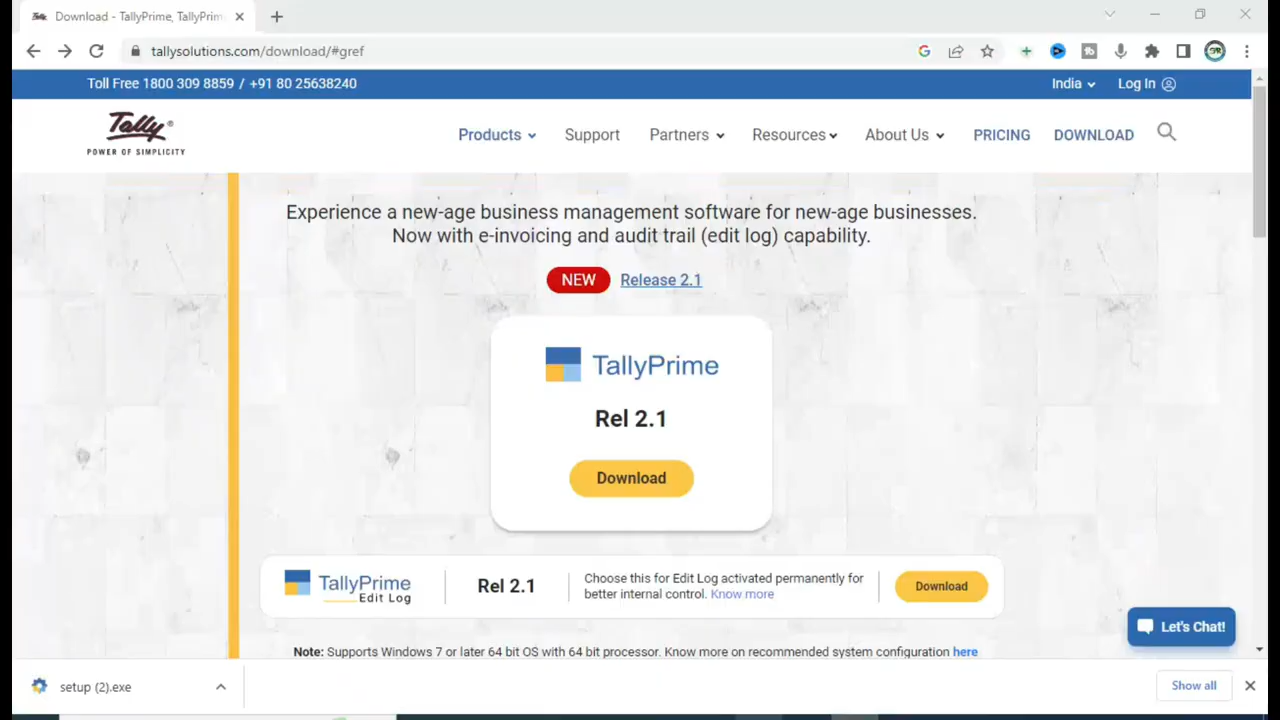 Download - TallyPrime, TallyPrim
tallysolutions.com/download/#gref
Toll Free 1800 309 8859 / +91 80 25638240
India
Log In
Tally®
POWER OF SIMPLICITY
Products
Support
Partners
Resources
About Us
PRICING
DOWNLOAD
Experience a new-age business management software for new-age businesses.
Now with e-invoicing and audit trail (edit log) capability.
NEW Release 2.1
TallyPrime
Rel 2.1
Download
TallyPrime
Edit Log
Rel 2.1
Choose this for Edit Log activated permanently for
better internal control. Know more
Download
Let's Chat!
Note: Supports Windows 7 or later 64 bit OS with 64 bit processor. Know more on recommended system configuration here
setup (2).exe
Show all